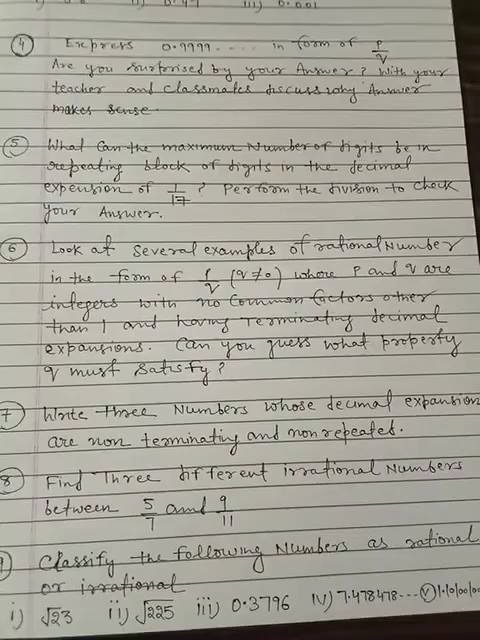 iii) 0.001
④ Express 0.9999..... in form of p/q
Are you surprised by your Answer? With your
teacher and classmates discuss why Answer
makes sense.
⑤ What can the maximum Number of digits be in
repeating block of digits in the decimal
expension of 1/17? Perform the division to check
your Answer.
⑥ Look at several examples of rational Number
in the form of p/q (q≠0) where p and q are
integers with no common factors other
than 1 and having terminating decimal
expansions. Can you guess what property
q must satisfy?
7 Write three Numbers whose decimal expansion
are non terminating and non repeated.
8 Find Three different irrational Numbers
between 5/7 and 9/11
9 Classify the following Numbers as rational
or irrational
i) √23 ii) √225 iii) 0.3796 iv) 7.478478...